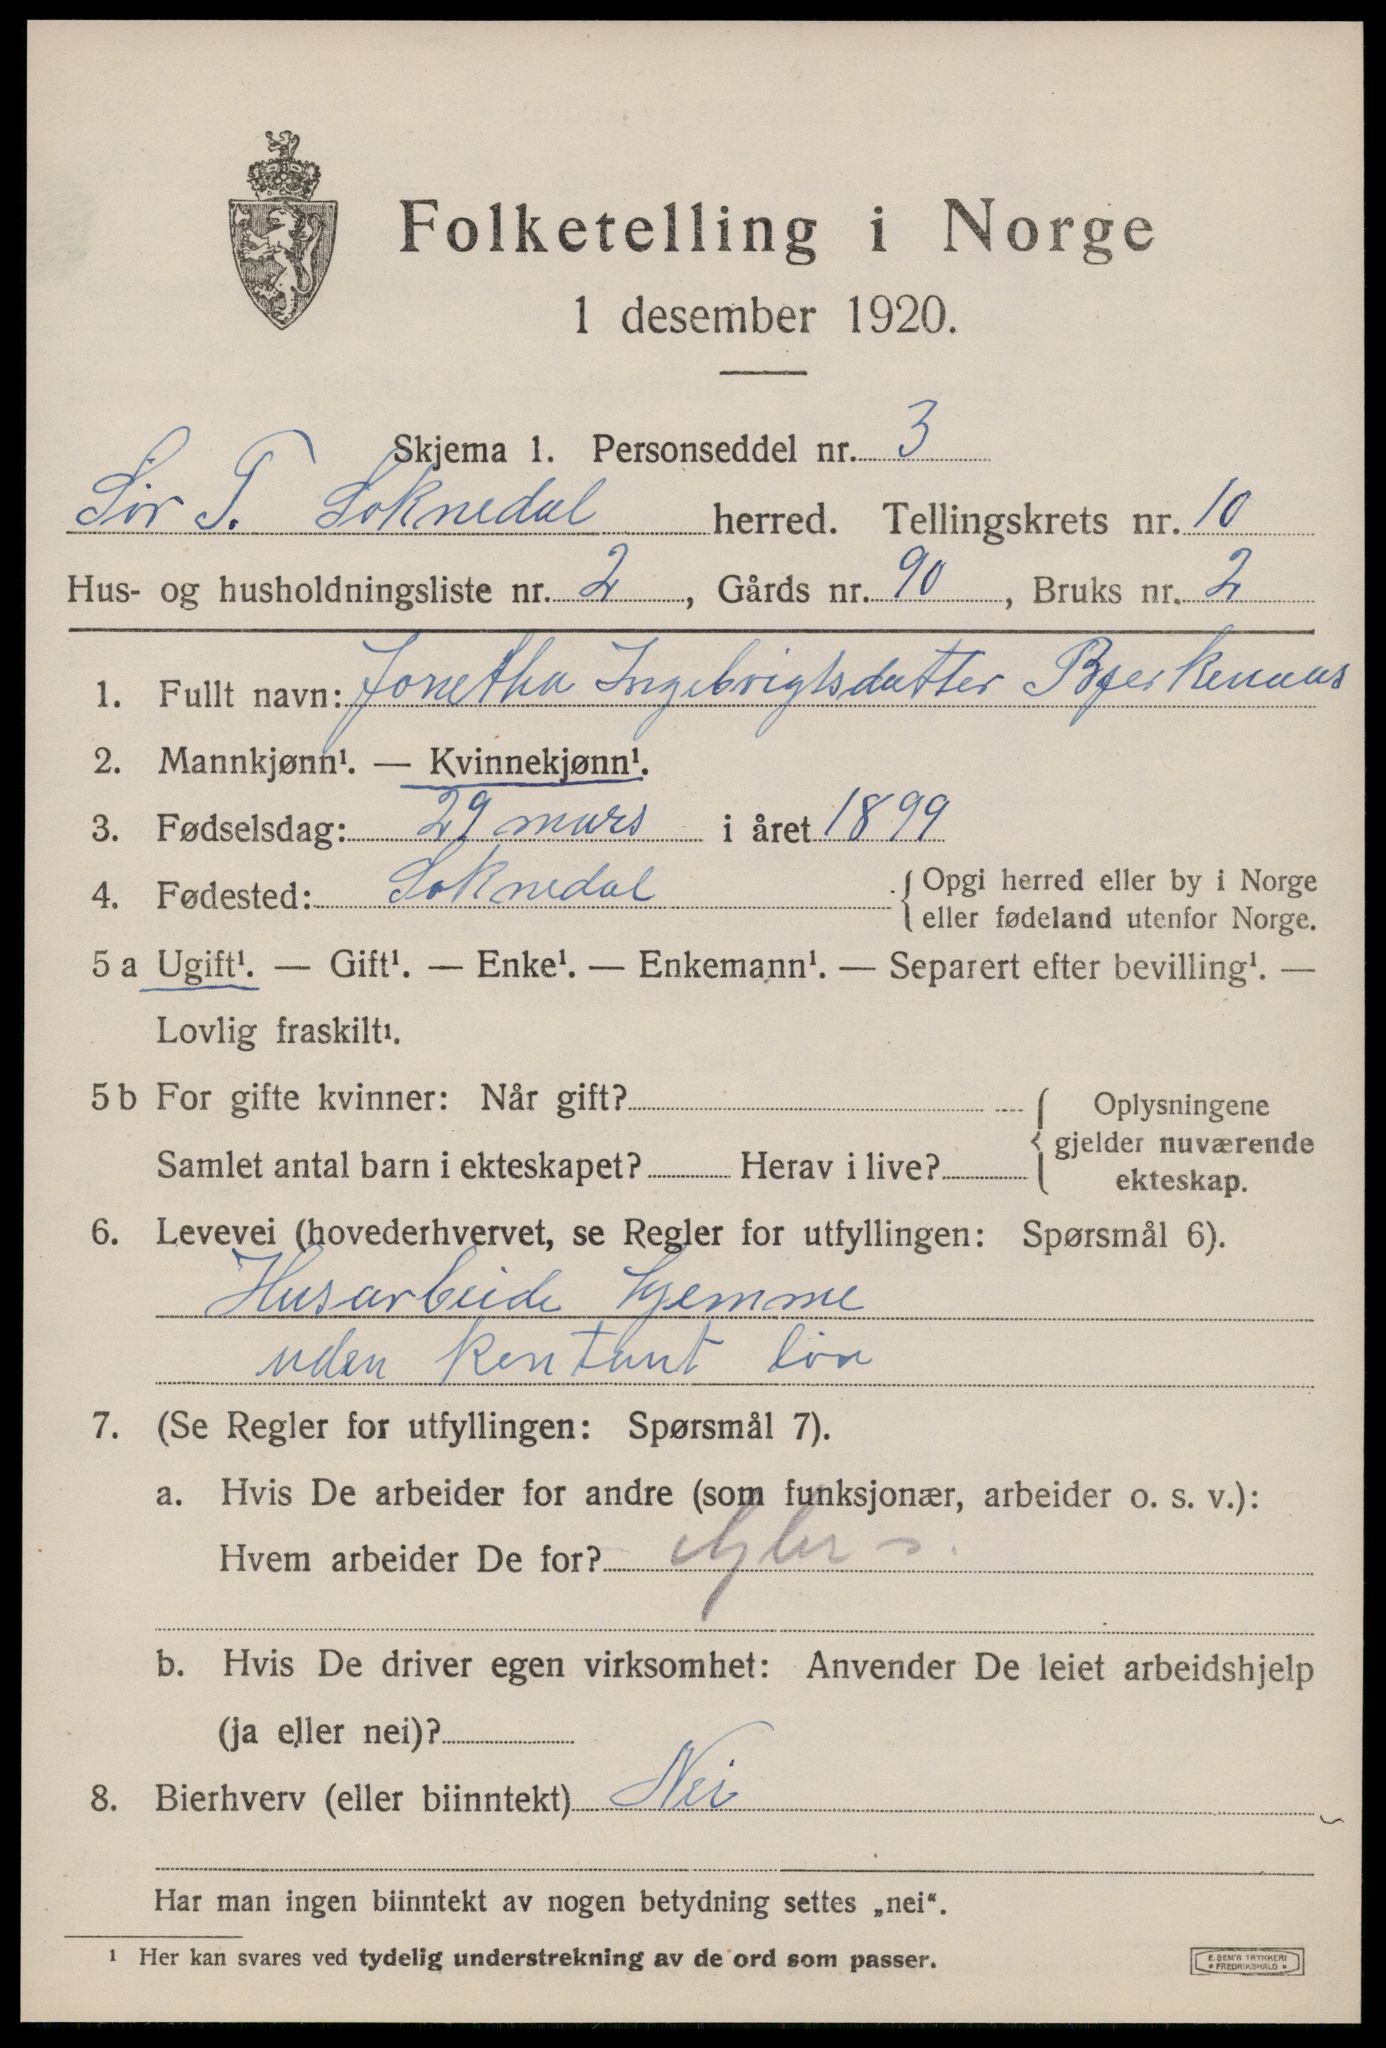 Folketelling i Norge
1 desember 1920.
Skjema 1. Personseddel nr. 3
Sör T. Soknedal herred. Tellingskrets nr. 10
Hus- og husholdningsliste nr. 2, Gårds nr. 90, Bruks nr. 2
1. Fullt navn: Jonetha Ingebrigtsdatter Bjerkenaas
2. Mannkjønn¹. — Kvinnekjønn¹.
3. Fødselsdag: 29 mars i året 1899
4. Fødested: Soknedal { Opgi herred eller by i Norge
eller fødeland utenfor Norge.
5 a Ugift¹. — Gift¹. — Enke¹. — Enkemann¹. — Separert efter bevilling¹. —
Lovlig fraskilt¹.
5 b For gifte kvinner: Når gift? { Oplysningene
gjelder nuværende
Samlet antal barn i ekteskapet? Herav i live?
ekteskap.
6. Levevei (hovederhvervet, se Regler for utfyllingen: Spørsmål 6).
Husarbeide hjemme
uden kontant lön
7. (Se Regler for utfyllingen: Spørsmål 7).
a. Hvis De arbeider for andre (som funksjonær, arbeider o. s. v.):
Hvem arbeider De for?
b. Hvis De driver egen virksomhet: Anvender De leiet arbeidshjelp
(ja eller nei)?
8. Bierhverv (eller biinntekt) Nei
Har man ingen biinntekt av nogen betydning settes „nei“.
¹ Her kan svares ved tydelig understrekning av de ord som passer.
E. SEM'S TRYKKERI
FREDRIKSHALD